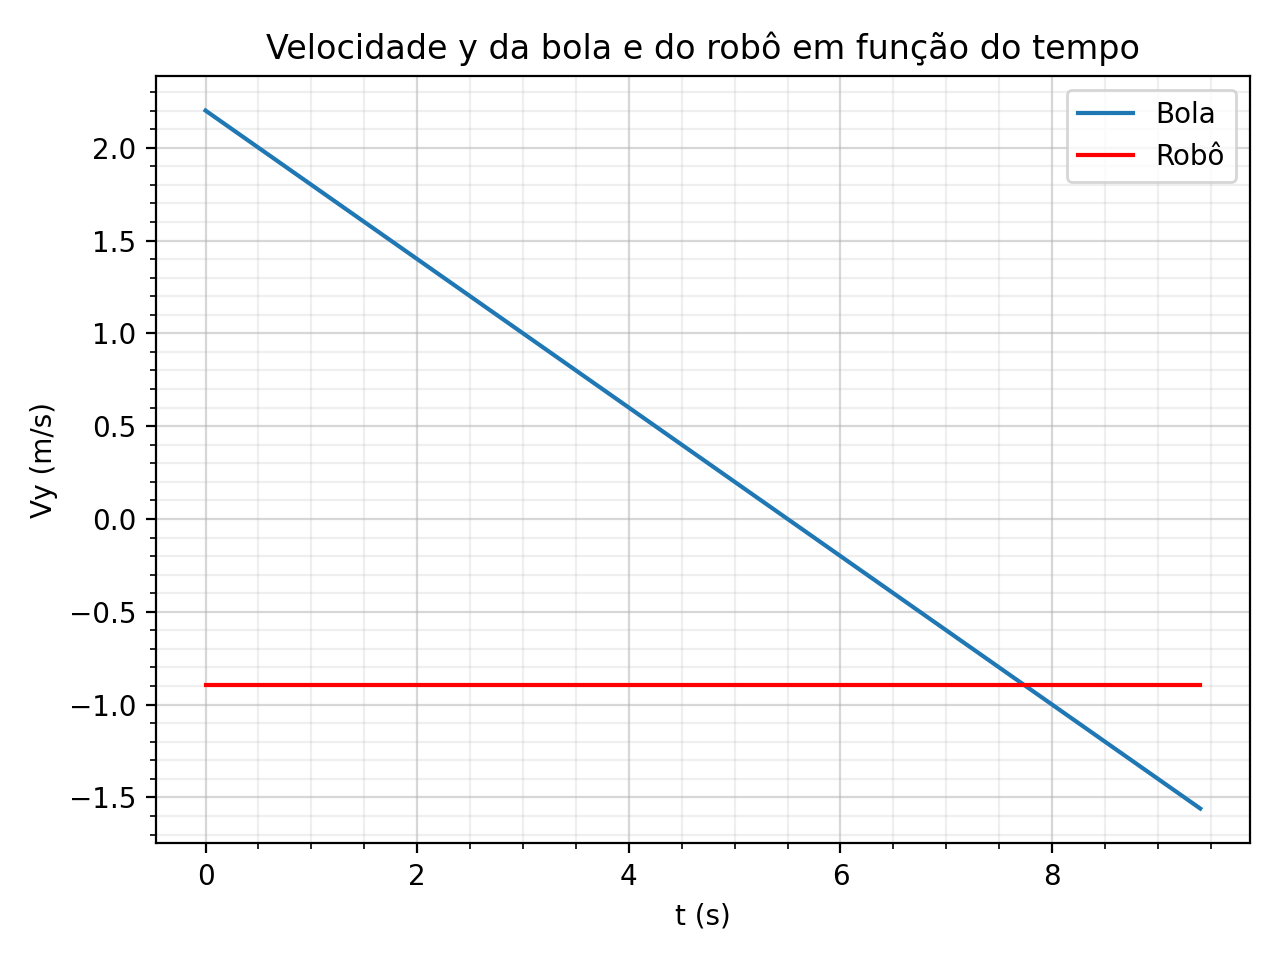 Velocidade y da bola e do robô em função do tempo
Bola
Robô
2.0
1.5
1.0
0.5
0.0
−0.5
−1.0
−1.5
Vy (m/s)
0 2 4 6 8
t (s)